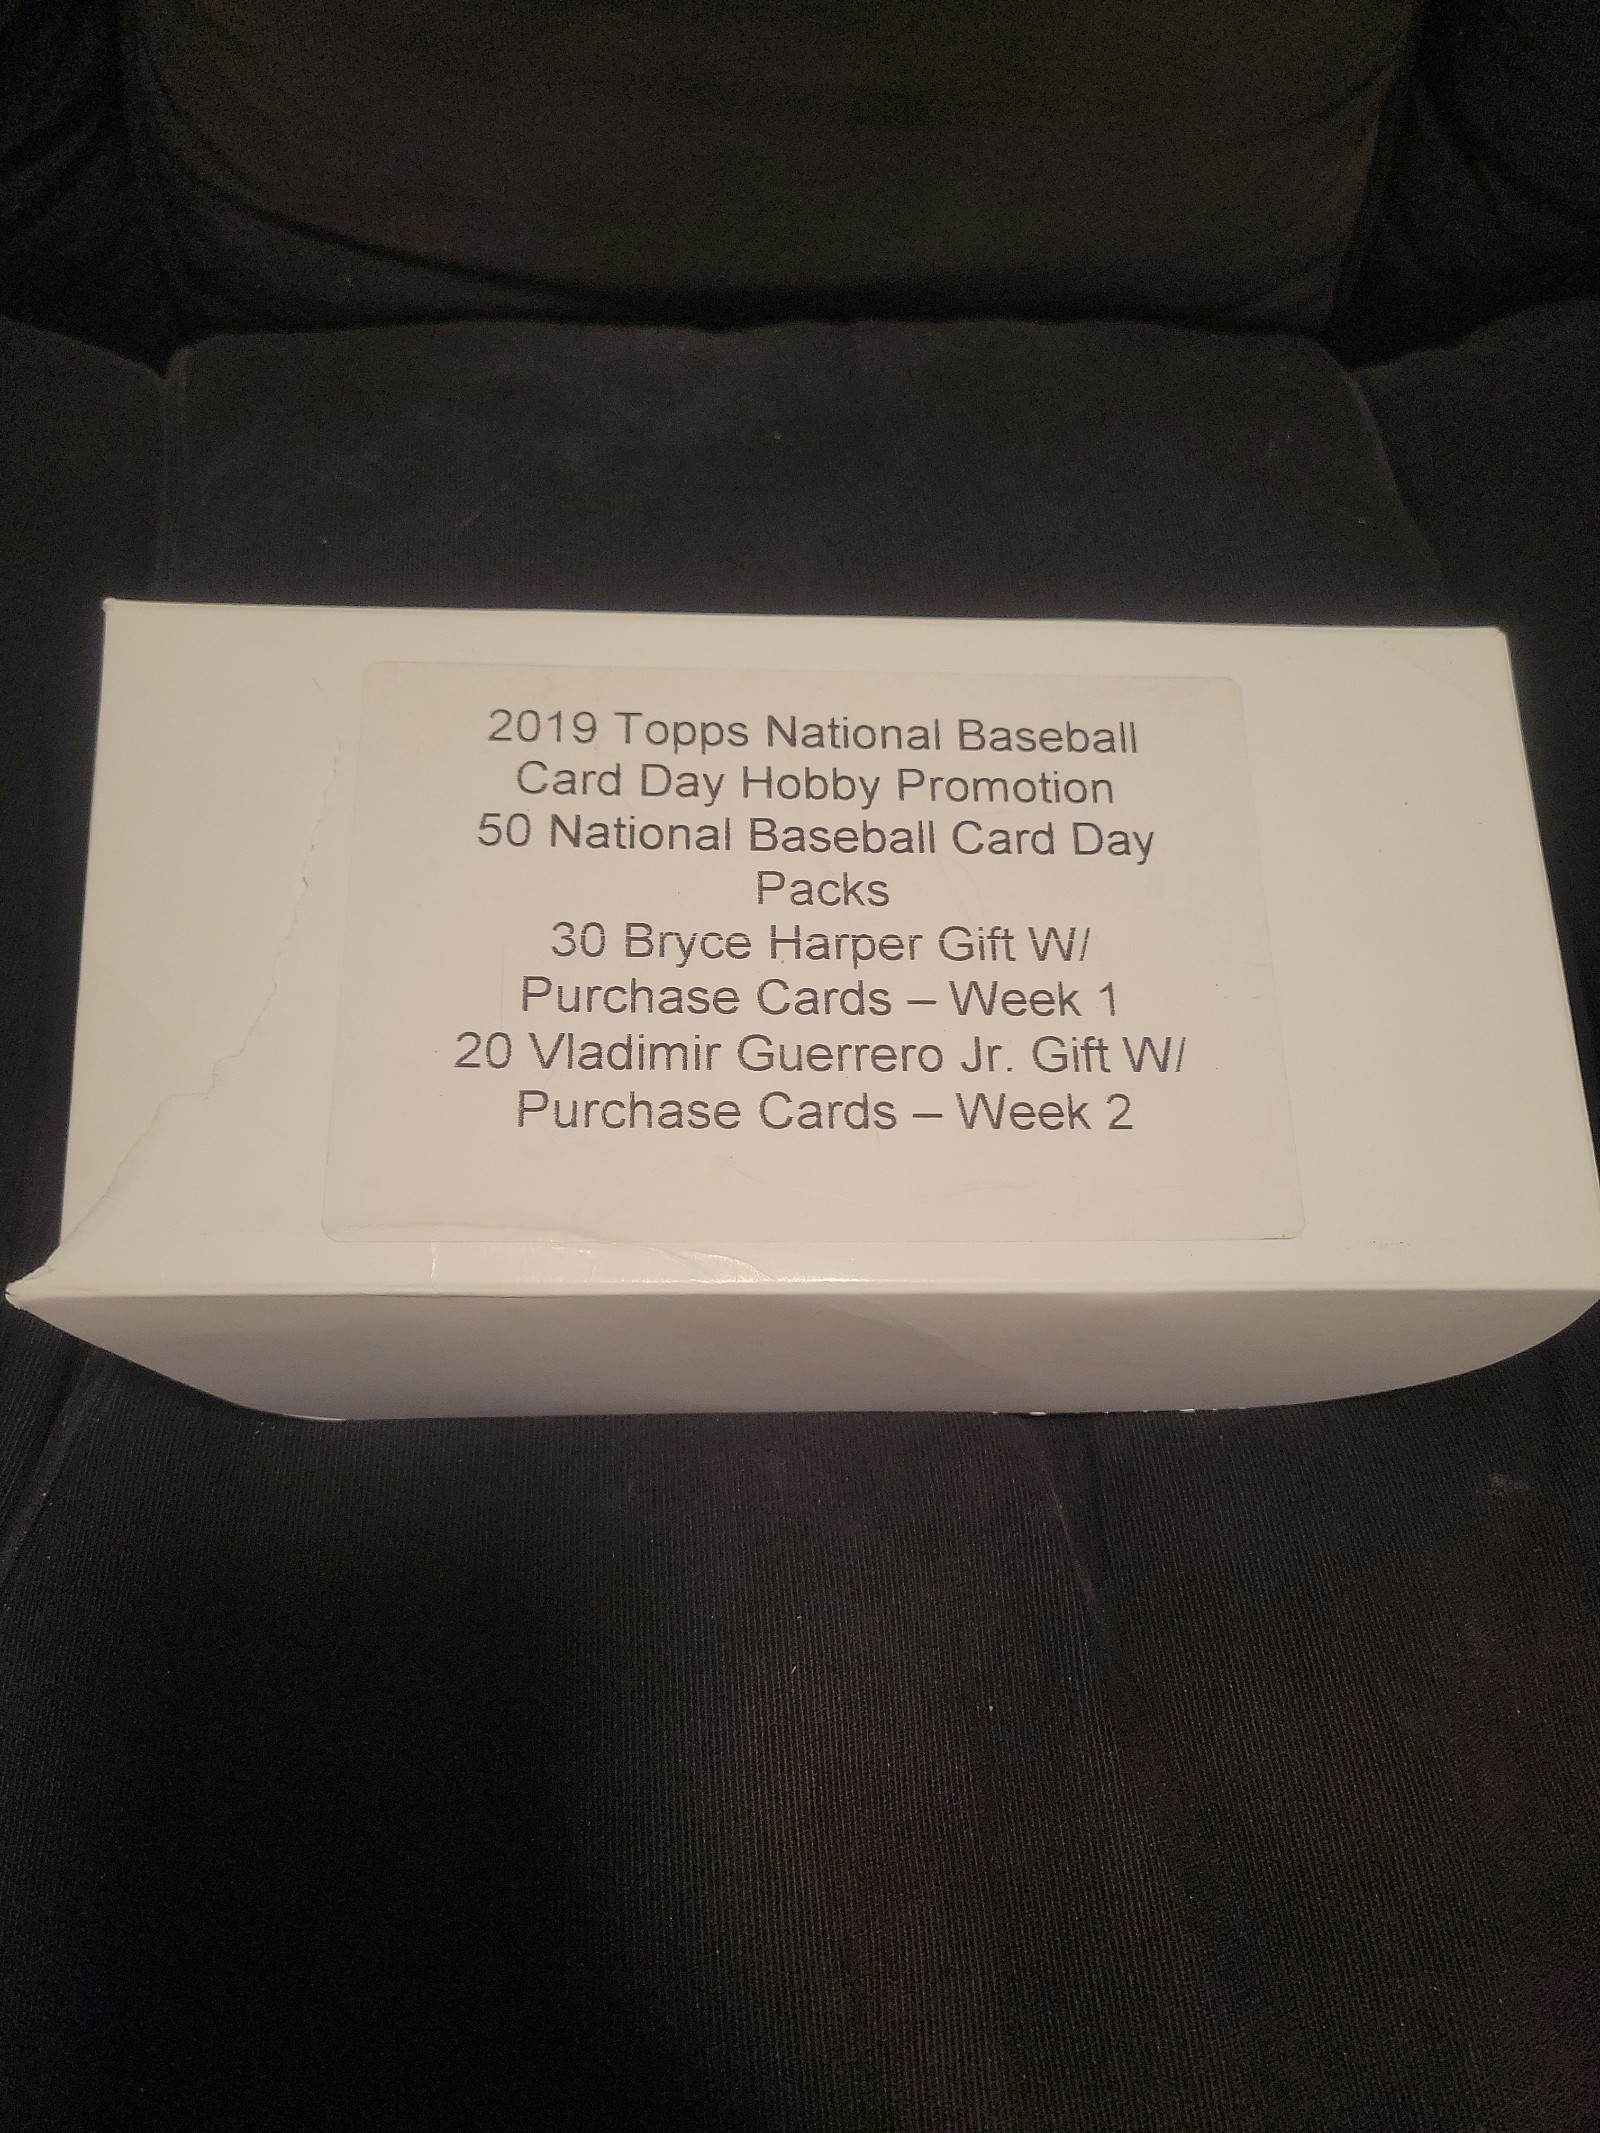 2019 Topps National Baseball
Card Day Hobby Promotion
50 National Baseball Card Day
Packs
30 Bryce Harper Gift W/
Purchase Cards – Week 1
20 Vladimir Guerrero Jr. Gift W/
Purchase Cards – Week 2